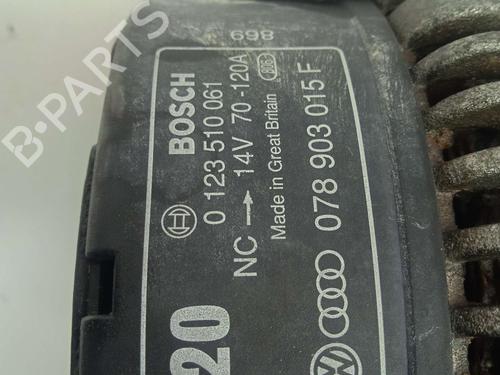 698
BOSCH
0 123 510 061
NC → 14V 70-120A
Made in Great Britain
078 903 015 F
20
B-PARTS